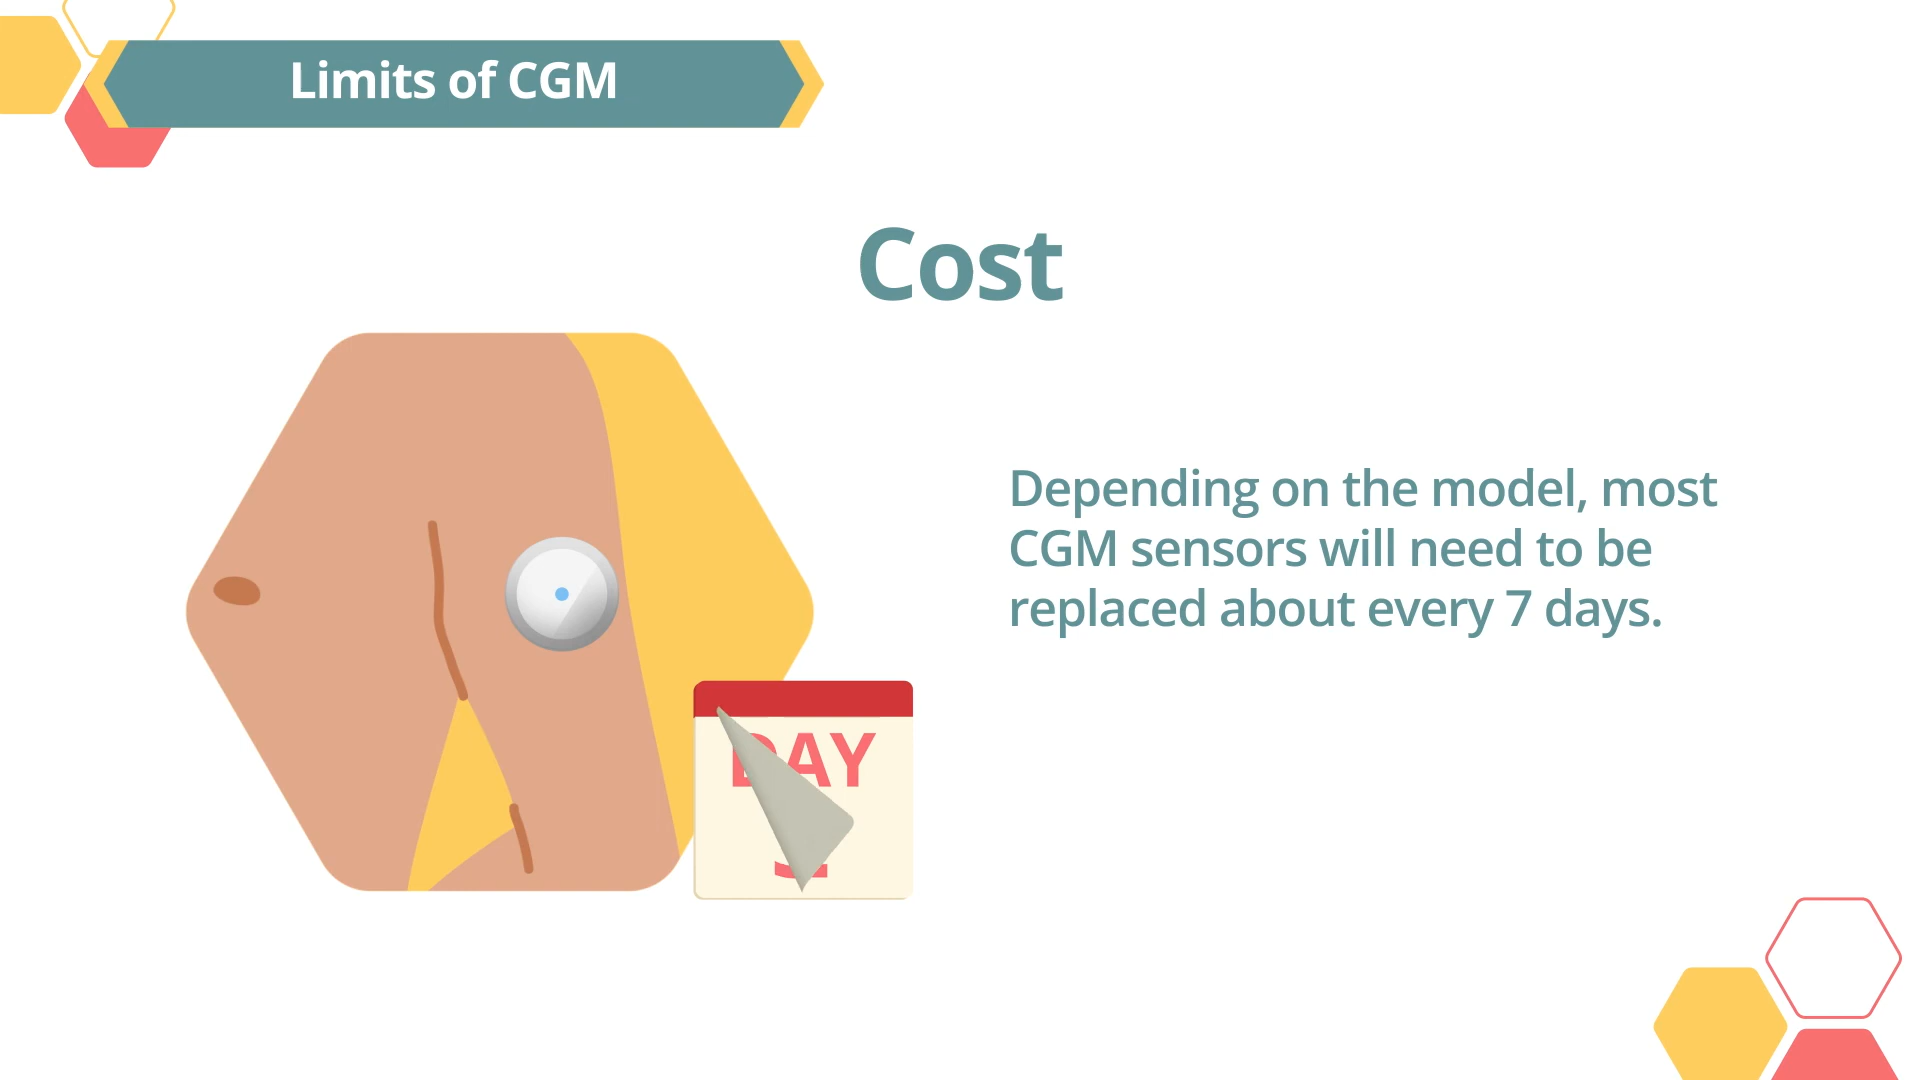 Limits of CGM
Cost
Depending on the model, most
CGM sensors will need to be
replaced about every 7 days.
DAY